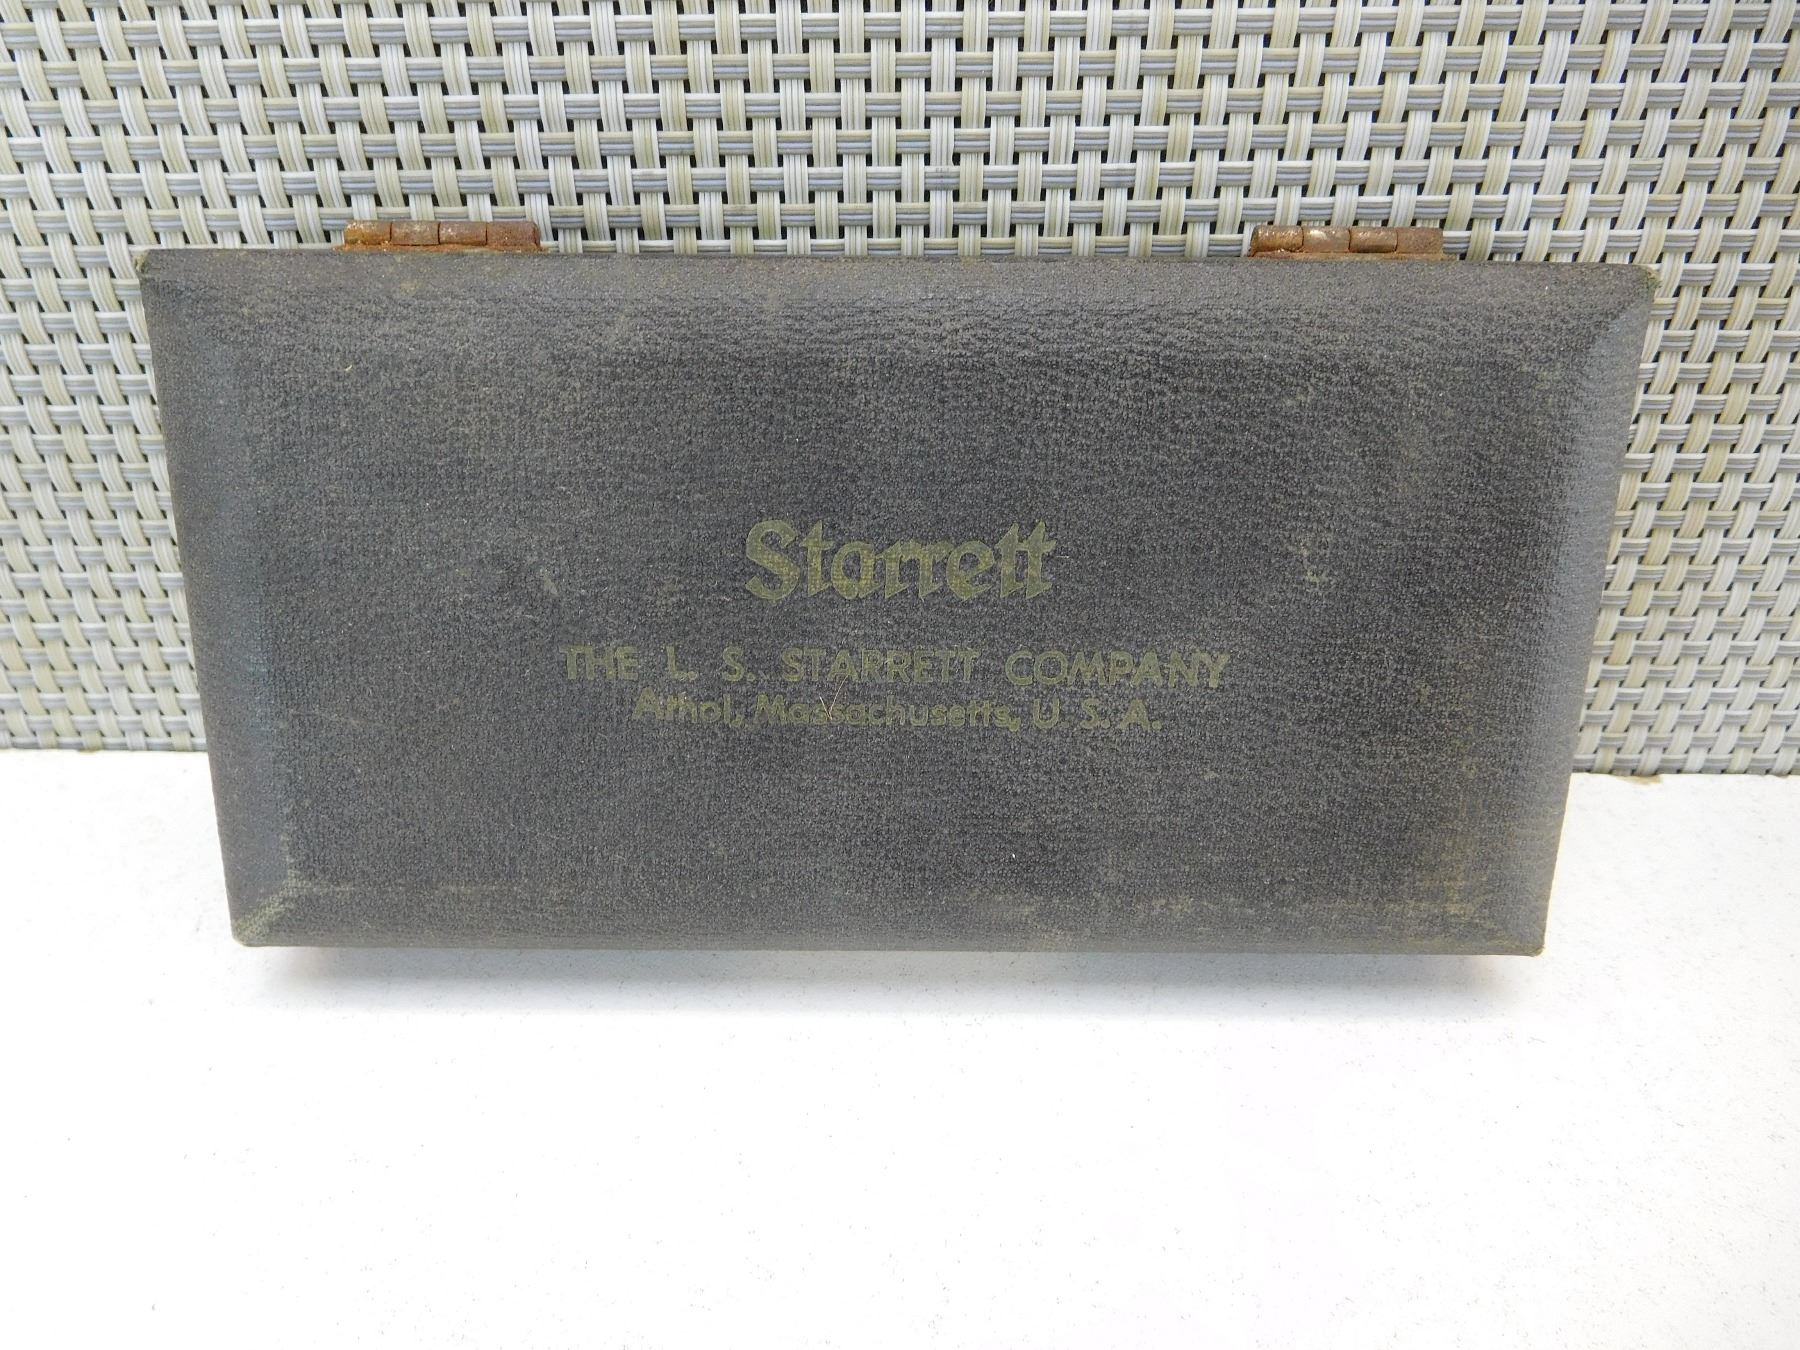 Starrett
THE L. S. STARRETT COMPANY
Athol, Massachusetts, U. S. A.